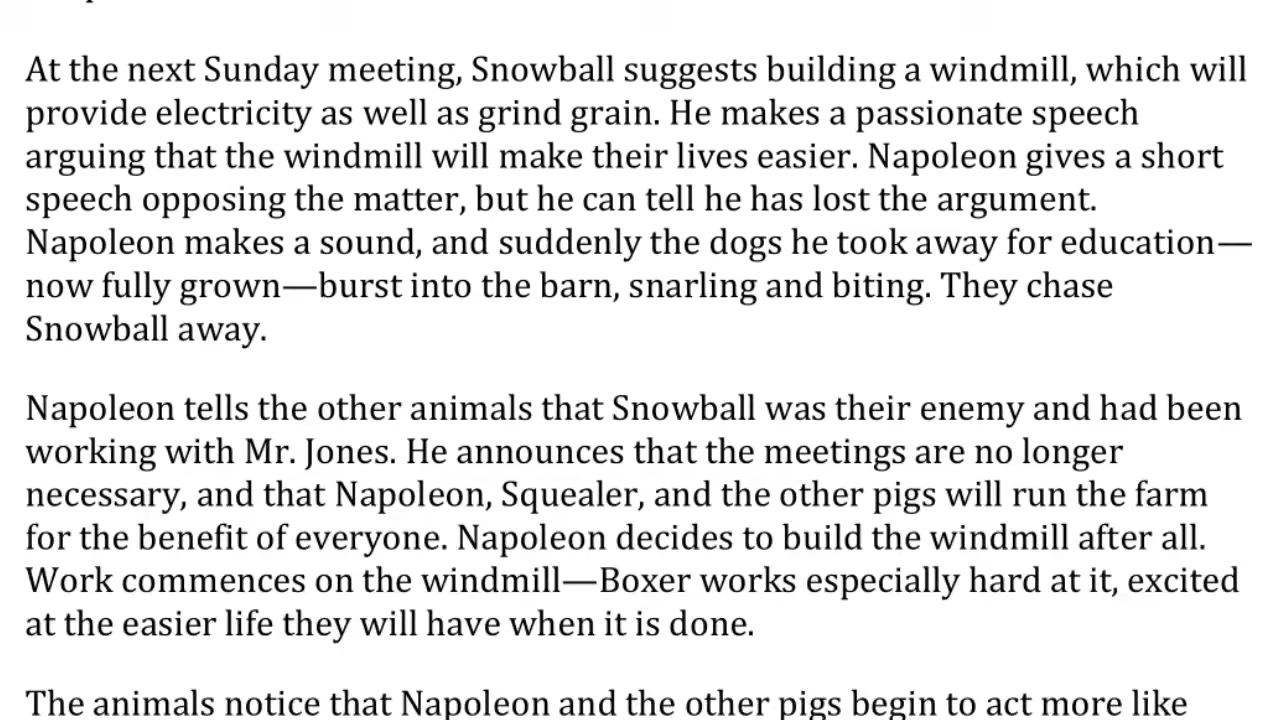 At the next Sunday meeting, Snowball suggests building a windmill, which will
provide electricity as well as grind grain. He makes a passionate speech
arguing that the windmill will make their lives easier. Napoleon gives a short
speech opposing the matter, but he can tell he has lost the argument.
Napoleon makes a sound, and suddenly the dogs he took away for education—
now fully grown—burst into the barn, snarling and biting. They chase
Snowball away.
Napoleon tells the other animals that Snowball was their enemy and had been
working with Mr. Jones. He announces that the meetings are no longer
necessary, and that Napoleon, Squealer, and the other pigs will run the farm
for the benefit of everyone. Napoleon decides to build the windmill after all.
Work commences on the windmill—Boxer works especially hard at it, excited
at the easier life they will have when it is done.
The animals notice that Napoleon and the other pigs begin to act more like